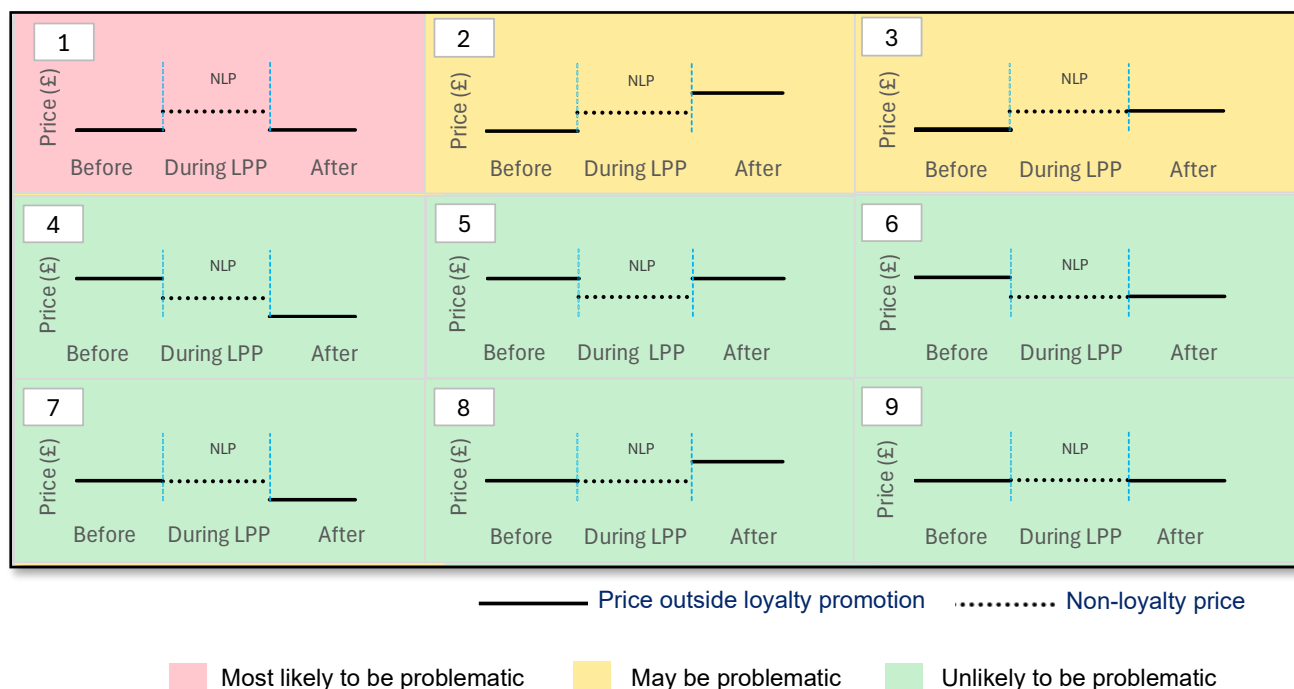 1
NLP
Price (£)
Before During LPP After
2
NLP
Price (£)
Before During LPP After
3
NLP
Price (£)
Before During LPP After
4
NLP
Price (£)
Before During LPP After
5
NLP
Price (£)
Before During LPP After
6
NLP
Price (£)
Before During LPP After
7
NLP
Price (£)
Before During LPP After
8
NLP
Price (£)
Before During LPP After
9
NLP
Price (£)
Before During LPP After
Price outside loyalty promotion Non-loyalty price
Most likely to be problematic May be problematic Unlikely to be problematic